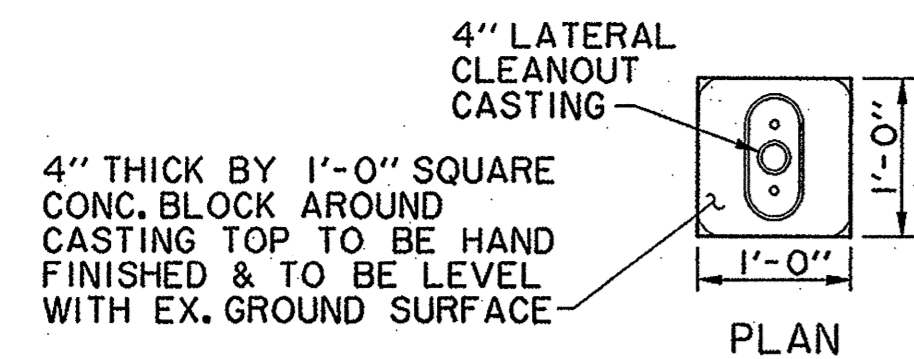 4" LATERAL
CLEANOUT
CASTING
4" THICK BY 1'-0" SQUARE
CONC. BLOCK AROUND
CASTING TOP TO BE HAND
FINISHED & TO BE LEVEL
WITH EX. GROUND SURFACE
1'-0"
1'-0"
PLAN